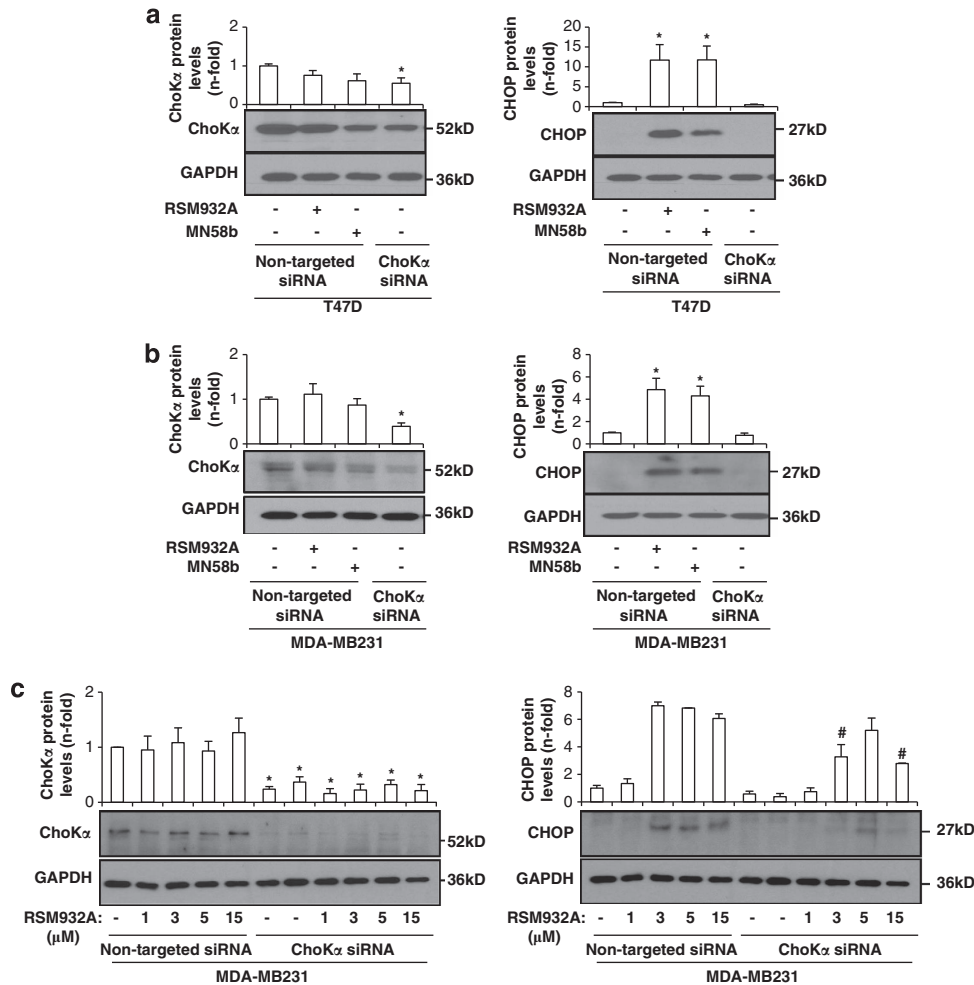 a
ChoKα protein
levels
(n-fold)
2
1
0
*
ChoKα
52kD
GAPDH
36kD
RSM932A - + - -
MN58b - - + -
Non-targeted
siRNA
ChoKα
siRNA
T47D
CHOP protein
levels
(n-fold)
20
15
10
5
0
* *
CHOP
27kD
GAPDH
36kD
RSM932A - + - -
MN58b - - + -
Non-targeted
siRNA
ChoKα
siRNA
T47D
b
ChoKα protein
levels
(n-fold)
2
1
0
*
ChoKα
52kD
GAPDH
36kD
RSM932A - + - -
MN58b - - + -
Non-targeted
siRNA
ChoKα
siRNA
MDA-MB231
CHOP protein
levels
(n-fold)
8
6
4
2
0
* *
CHOP
27kD
GAPDH
36kD
RSM932A - + - -
MN58b - - + -
Non-targeted
siRNA
ChoKα
siRNA
MDA-MB231
c
ChoKα protein
levels (n-fold)
2
1
0
* * * * * *
ChoKα
52kD
GAPDH
36kD
RSM932A: - 1 3 5 15 - - 1 3 5 15
(μM)
Non-targeted siRNA
ChoKα siRNA
MDA-MB231
CHOP protein
levels (n-fold)
8
6
4
2
0
# #
CHOP
27kD
GAPDH
36kD
RSM932A: - 1 3 5 15 - - 1 3 5 15
(μM)
Non-targeted siRNA
ChoKα siRNA
MDA-MB231